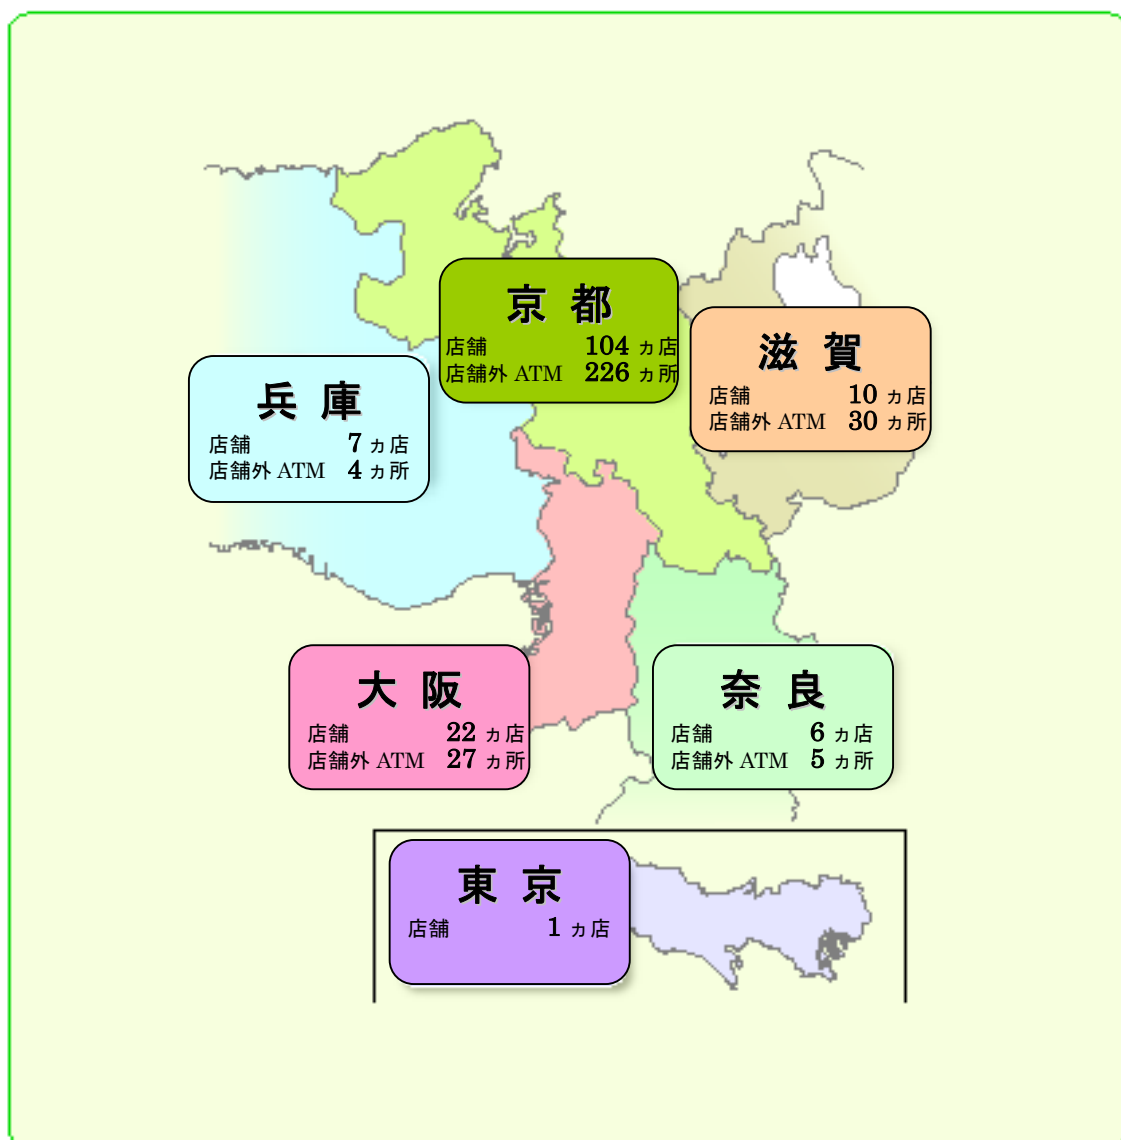 京 都
店舗 104 ヵ店
店舗外 ATM 226 ヵ所
滋 賀
店舗 10 ヵ店
店舗外 ATM 30 ヵ所
兵 庫
店舗 7 ヵ店
店舗外 ATM 4 ヵ所
大 阪
店舗 22 ヵ店
店舗外 ATM 27 ヵ所
奈 良
店舗 6 ヵ店
店舗外 ATM 5 ヵ所
東 京
店舗 1 ヵ店